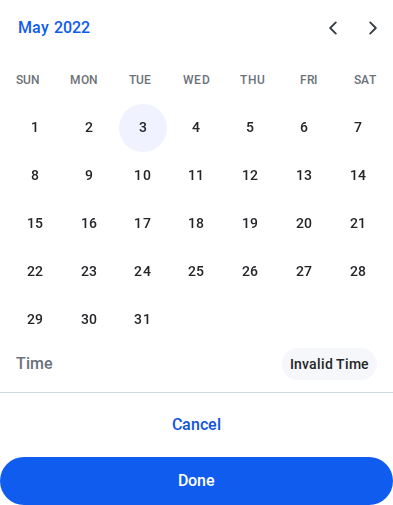 May 2022
SUN MON TUE WED THU FRI SAT
1 2 3 4 5 6 7
8 9 10 11 12 13 14
15 16 17 18 19 20 21
22 23 24 25 26 27 28
29 30 31
Time Invalid Time
Cancel
Done